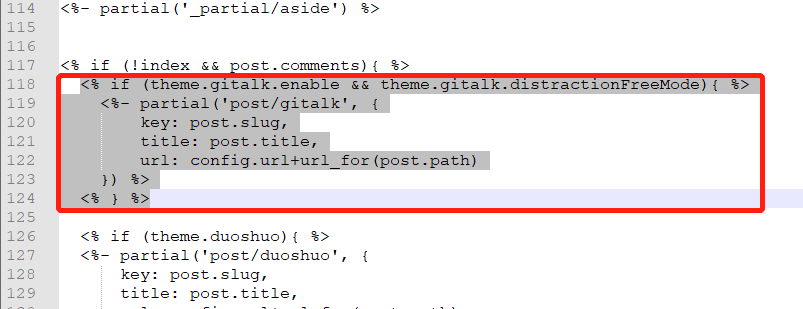 114 <%- partial('_partial/aside') %>
115
116
117 <% if (!index && post.comments){ %>
118 <% if (theme.gitalk.enable && theme.gitalk.distractionFreeMode){ %>
119 <%- partial('post/gitalk', {
120 key: post.slug,
121 title: post.title,
122 url: config.url+url_for(post.path)
123 }) %>
124 <% } %>
125
126 <% if (theme.duoshuo){ %>
127 <%- partial('post/duoshuo', {
128 key: post.slug,
129 title: post.title,